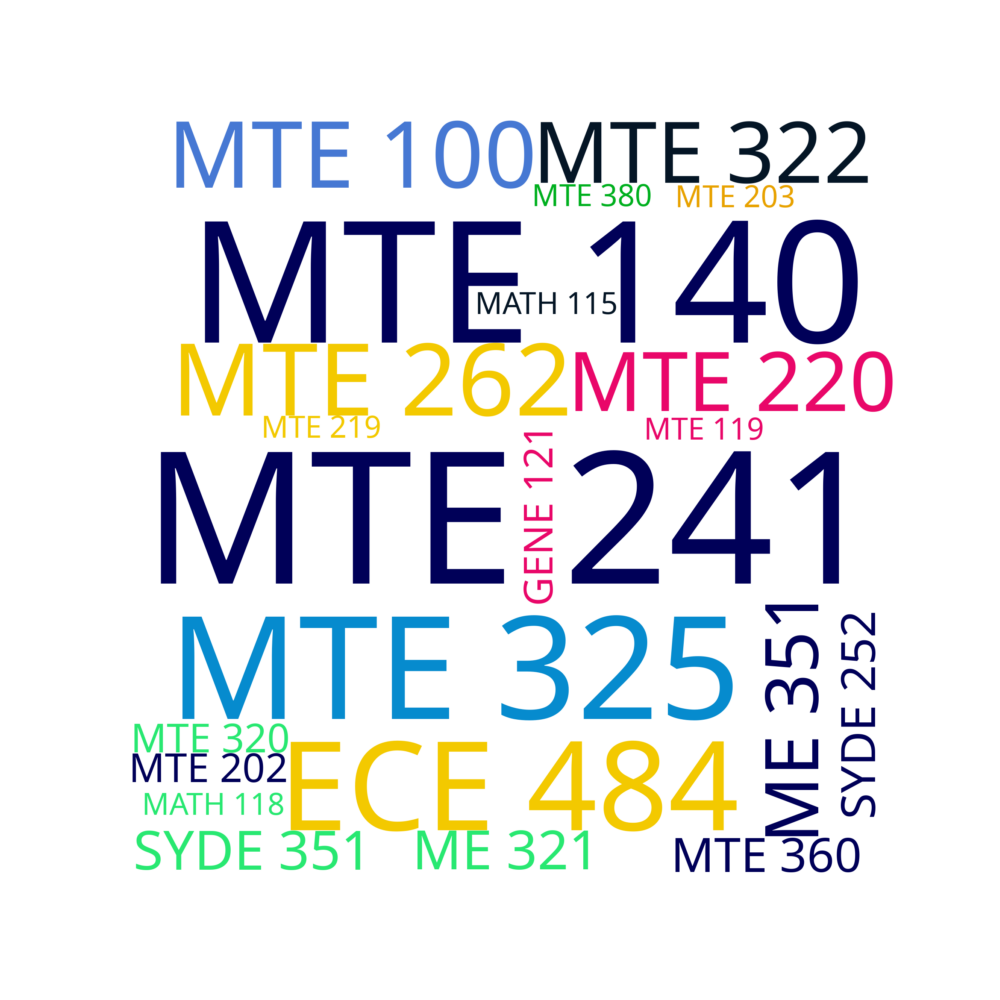 MTE 100
MTE 322
MTE 380
MTE 203
MTE 140
MATH 115
MTE 262
MTE 220
MTE 219
MTE 119
GENE 121
MTE 241
MTE 325
ME 351
SYDE 252
MTE 320
MTE 202
ECE 484
MATH 118
SYDE 351
ME 321
MTE 360